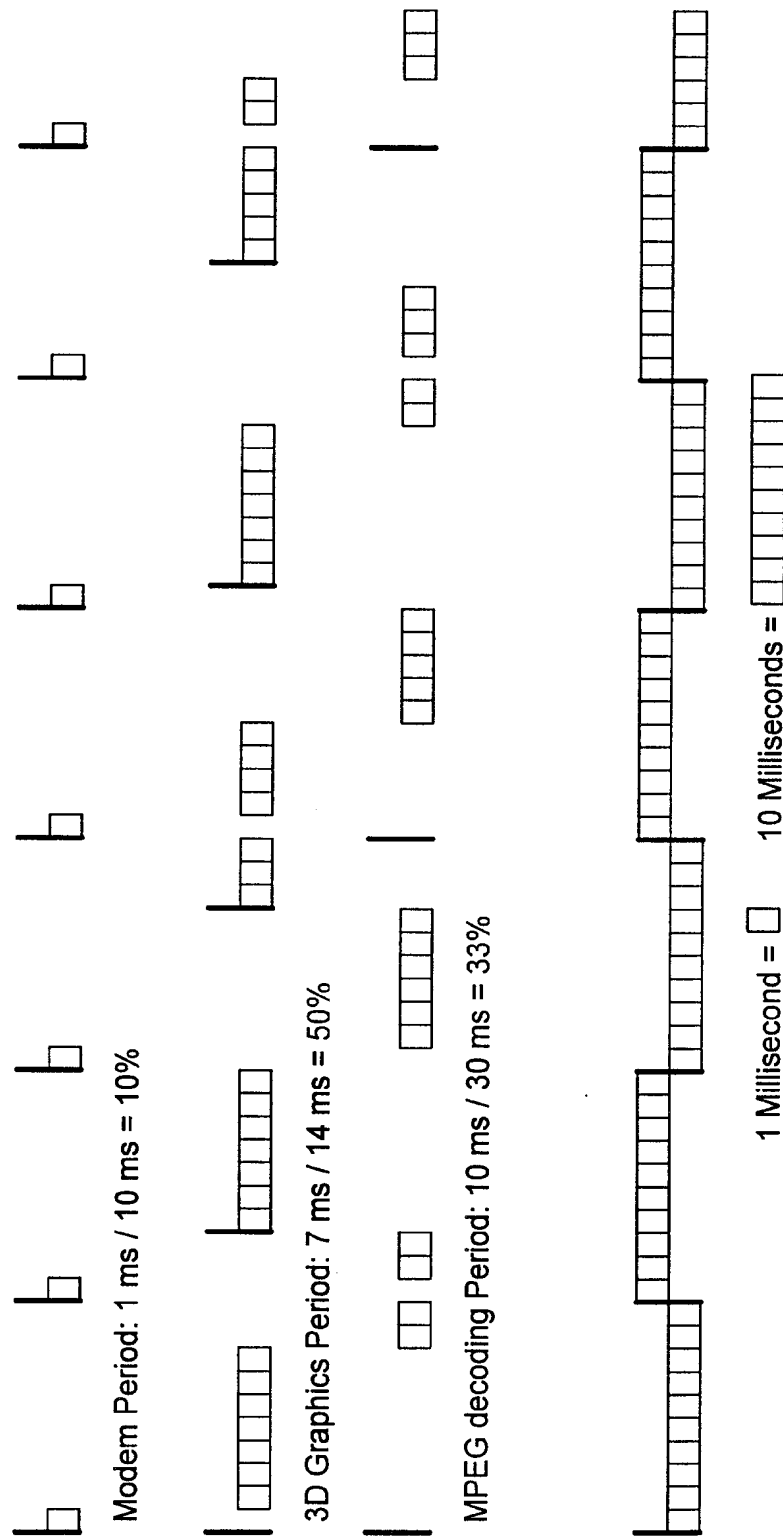 Modem Period: 1 ms / 10 ms = 10%
3D Graphics Period: 7 ms / 14 ms = 50%
MPEG decoding Period: 10 ms / 30 ms = 33%
1 Millisecond =
10 Milliseconds =